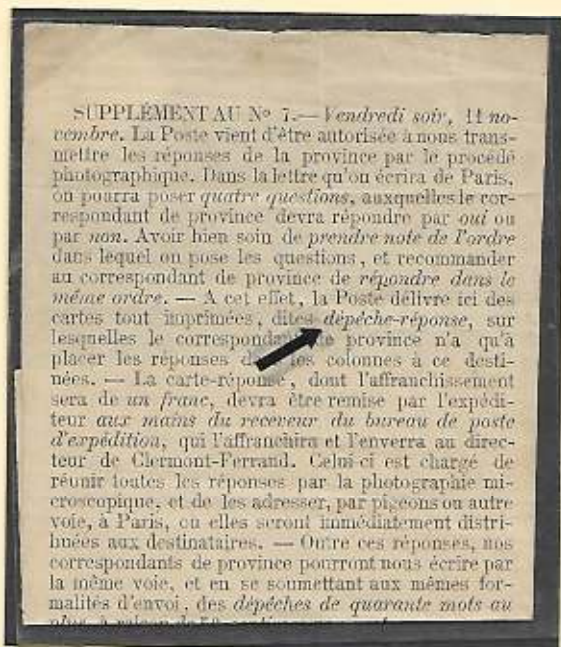 SUPPLÉMENT AU No 7. — Vendredi soir, 11 no-
vembre. La Poste vient d'être autorisée à nous trans-
mettre les réponses de la province par le procédé
photographique. Dans la lettre qu'on écrira de Paris,
on pourra poser quatre questions, auxquelles le cor-
respondant de province devra répondre par oui ou
par non. Avoir bien soin de prendre note de l'ordre
dans lequel on pose les questions, et recommander
au correspondant de province de répondre dans le
même ordre. — A cet effet, la Poste délivre ici des
cartes tout imprimées, dites dépêche-réponse, sur
lesquelles le correspondant de province n'a qu'à
placer les réponses dans les colonnes à ce desti-
nées. — La carte-réponse, dont l'affranchissement
sera de un franc, devra être remise par l'expédi-
teur aux mains du receveur du bureau de poste
d'expédition, qui l'affranchira et l'enverra au direc-
teur de Clermont-Ferrand. Celui-ci est chargé de
réunir toutes les réponses par la photographie mi-
croscopique, et de les adresser, par pigeons ou autre
voie, à Paris, ou elles seront immédiatement distri-
buées aux destinataires. — Outre ces réponses, nos
correspondants de province pourront nous écrire par
la même voie, et en se soumettant aux mêmes for-
malités d'envoi, des dépêches de quarante mots au